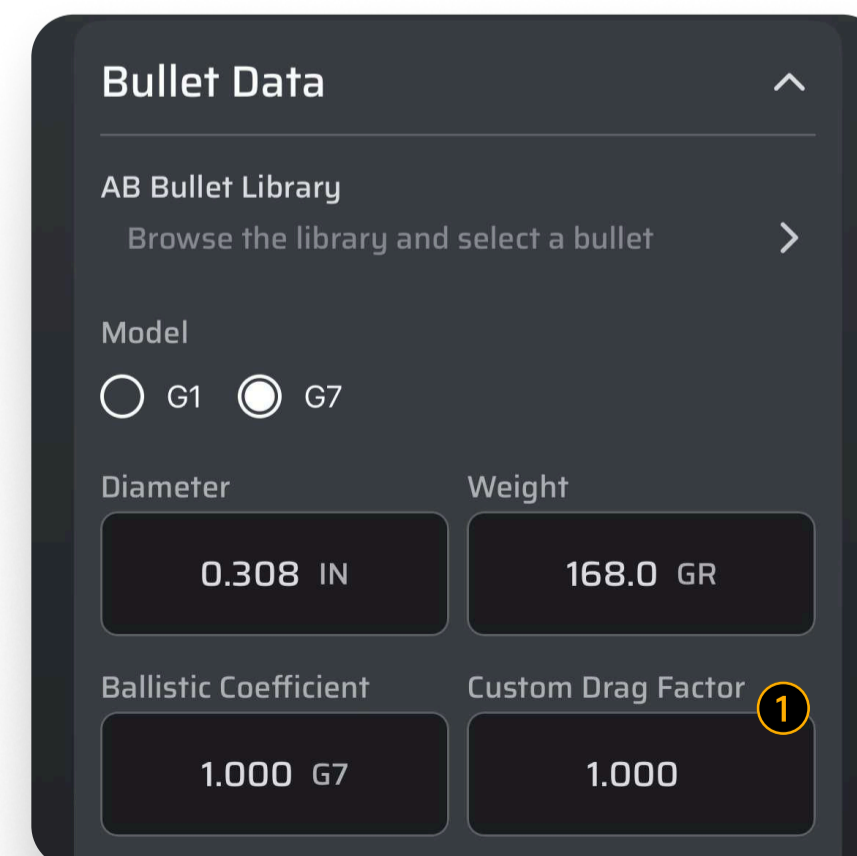 Bullet Data
AB Bullet Library
Browse the library and select a bullet
Model
G1 G7
Diameter Weight
0.308 IN 168.0 GR
Ballistic Coefficient Custom Drag Factor
1
1.000 G7 1.000